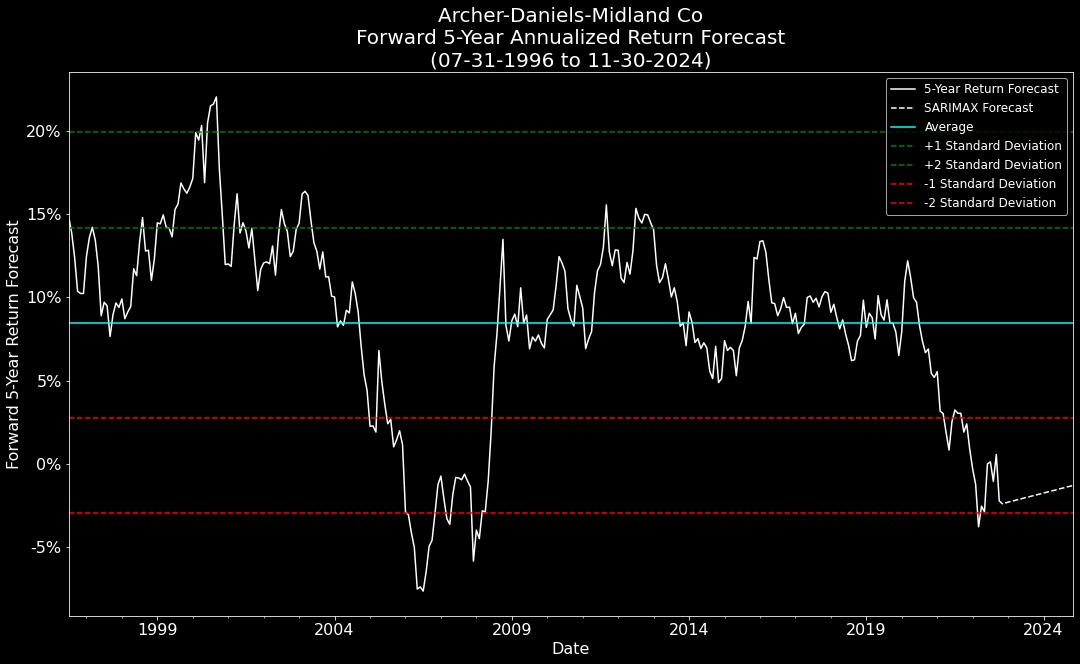 Archer-Daniels-Midland Co
Forward 5-Year Annualized Return Forecast
(07-31-1996 to 11-30-2024)
5-Year Return Forecast
SARIMAX Forecast
Average
+1 Standard Deviation
+2 Standard Deviation
-1 Standard Deviation
-2 Standard Deviation
Forward 5-Year Return Forecast
20%
15%
10%
5%
0%
-5%
1999
2004
2009
2014
2019
2024
Date